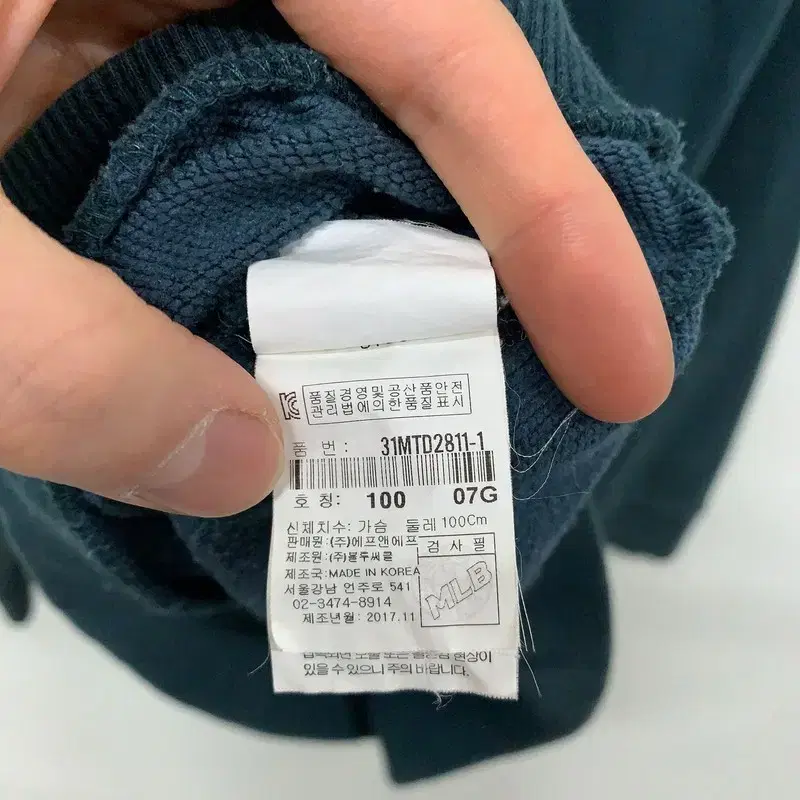 품질경영및공산품안전
관리법에의한품질표시
품 번: 31MTD2811-1
호 칭: 100 07G
신체치수: 가슴 둘레 100Cm
판매원: (주)에프앤에프
제조원: (주)용두씨클
제조국: MADE IN KOREA
서울강남 언주로 541
02-3474-8914
제조년월: 2017.11
검 사 필
MLB
있을 수 있으니 주의 바랍니다.